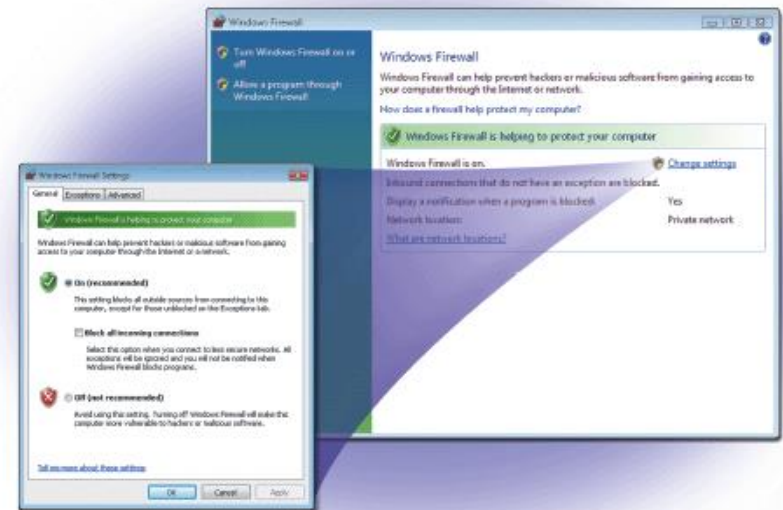 Windows Firewall
Turn Windows Firewall on or
off
Allow a program through
Windows Firewall
Windows Firewall
Windows Firewall can help prevent hackers or malicious software from gaining access to
your computer through the Internet or network.
How does a firewall help protect my computer?
Windows Firewall is helping to protect your computer
Windows Firewall is on.
Change settings
Inbound connections that do not have an exception are blocked.
Display a notification when a program is blocked:
Yes
Network location:
Private network
What are network locations?
Windows Firewall Settings
General
Exceptions
Advanced
Windows Firewall is helping to protect your computer
Windows Firewall can help prevent hackers or malicious software from gaining
access to your computer through the Internet or a network.
On (recommended)
This setting blocks all outside sources from connecting to this
computer, except for those unblocked on the Exceptions tab.
Block all incoming connections
Select this option when you connect to less secure networks. All
exceptions will be ignored and you will not be notified when
Windows Firewall blocks programs.
Off (not recommended)
Avoid using this setting. Turning off Windows Firewall will make this
computer more vulnerable to hackers or malicious software.
Tell me more about these settings
OK
Cancel
Apply